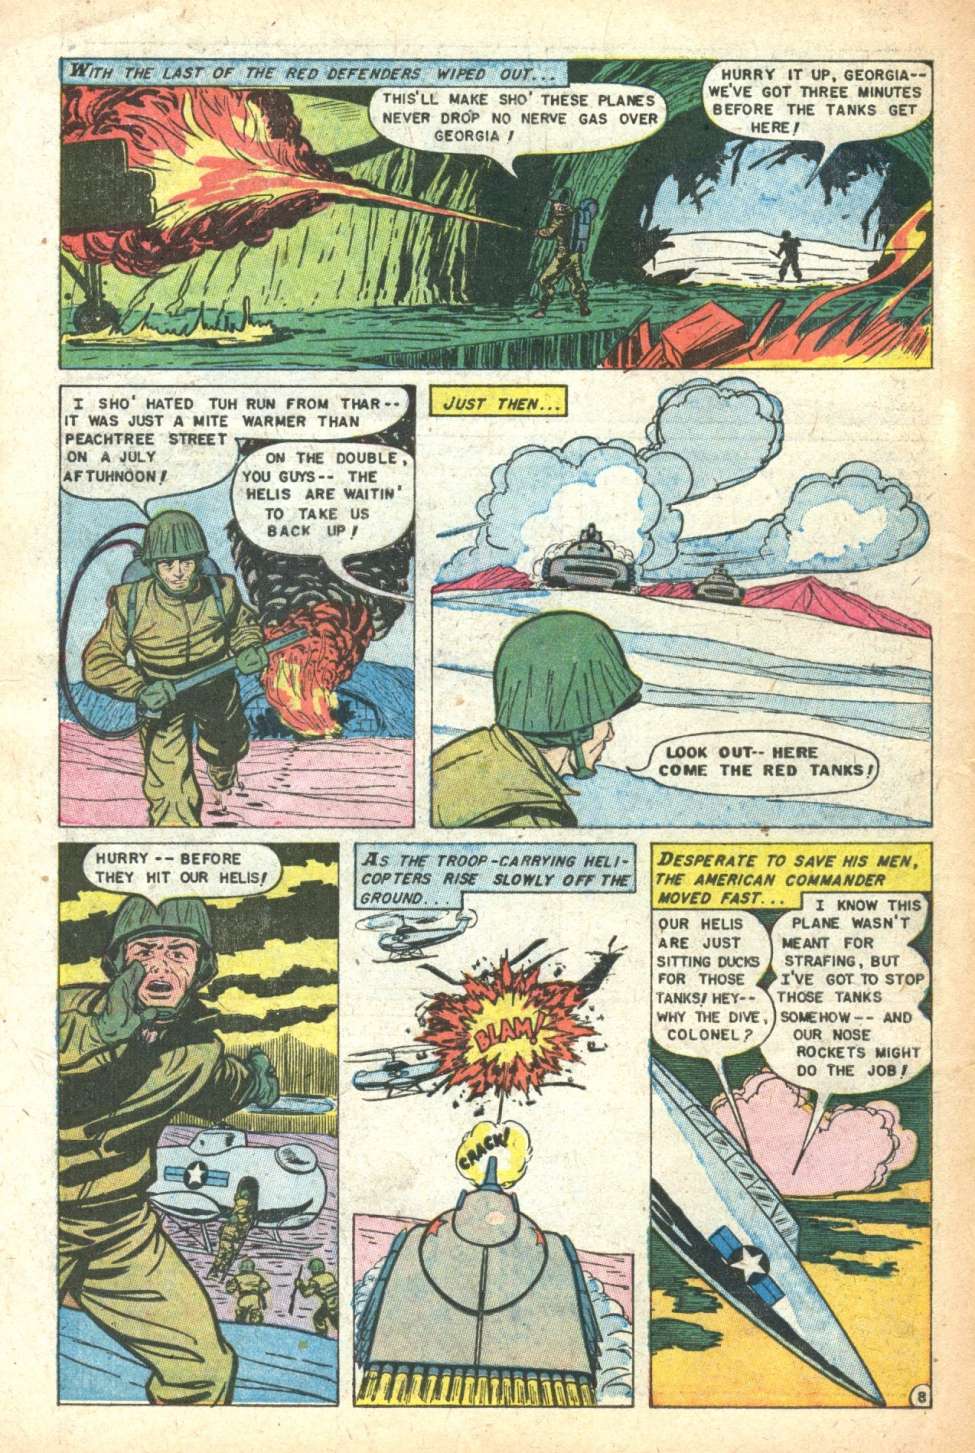 WITH THE LAST OF THE RED DEFENDERS WIPED OUT...
THIS'LL MAKE SHO' THESE PLANES
NEVER DROP NO NERVE GAS OVER
GEORGIA!
HURRY IT UP, GEORGIA--
WE'VE GOT THREE MINUTES
BEFORE THE TANKS GET
HERE!
I SHO' HATED TUH RUN FROM THAR--
IT WAS JUST A MITE WARMER THAN
PEACHTREE STREET
ON A JULY
AFTUHNOON!
ON THE DOUBLE,
YOU GUYS-- THE
HELIS ARE WAITIN'
TO TAKE US
BACK UP!
JUST THEN...
LOOK OUT-- HERE
COME THE RED TANKS!
HURRY -- BEFORE
THEY HIT OUR HELIS!
AS THE TROOP-CARRYING HELI-
COPTERS RISE SLOWLY OFF THE
GROUND...
BLAM!
CRACK!
DESPERATE TO SAVE HIS MEN,
THE AMERICAN COMMANDER
MOVED FAST...
OUR HELIS
ARE JUST
SITTING DUCKS
FOR THOSE
TANKS! HEY--
WHY THE DIVE,
COLONEL?
I KNOW THIS
PLANE WASN'T
MEANT FOR
STRAFING, BUT
I'VE GOT TO STOP
THOSE TANKS
SOMEHOW-- AND
OUR NOSE
ROCKETS MIGHT
DO THE JOB!
8